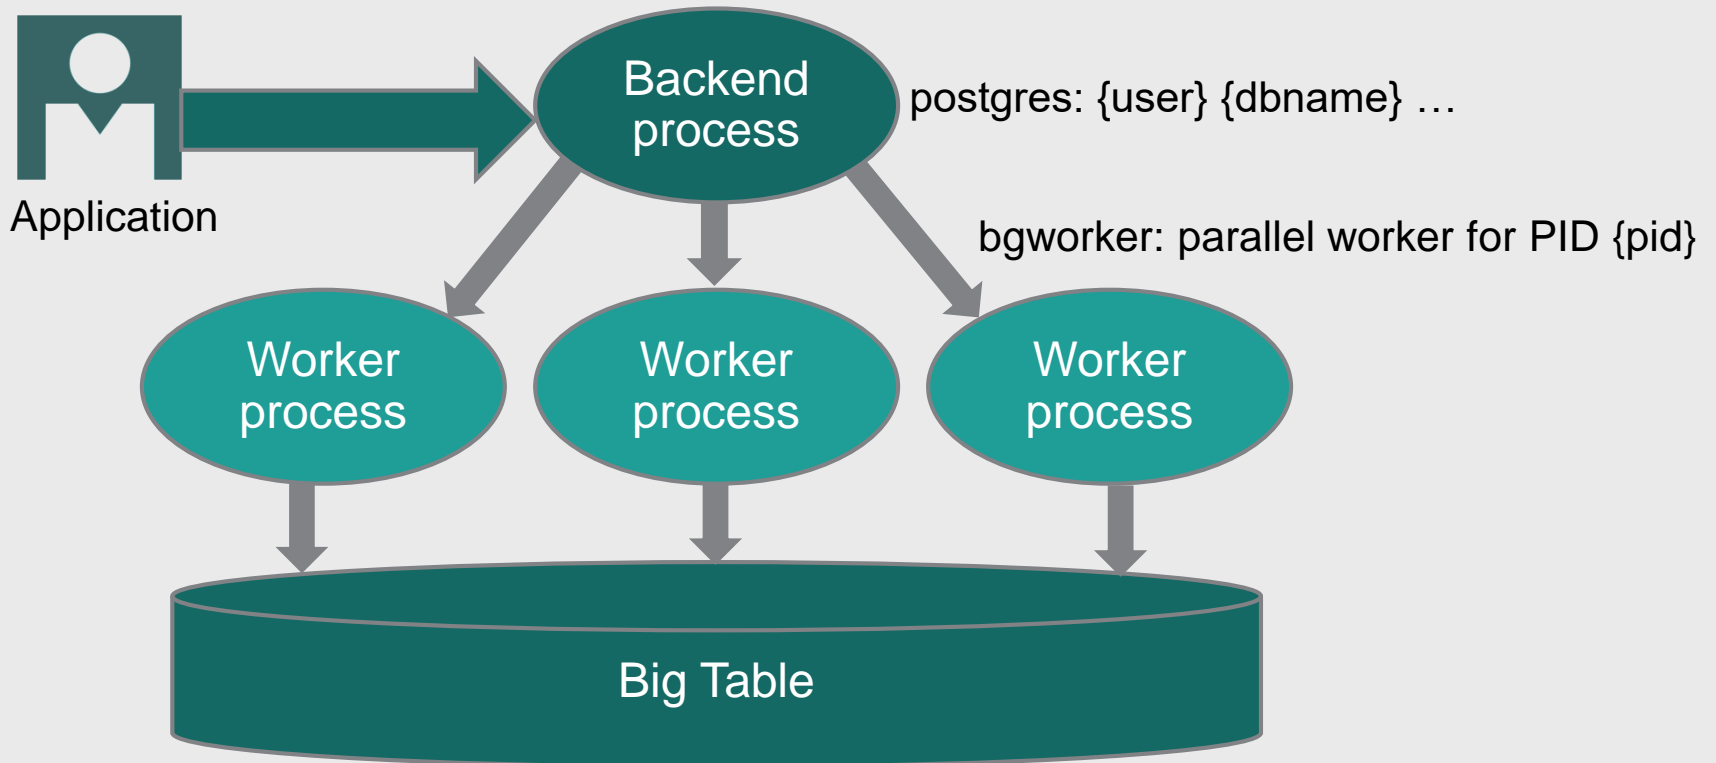 Backend
process
postgres: {user} {dbname} …
Application
bgworker: parallel worker for PID {pid}
Worker
process
Worker
process
Worker
process
Big Table